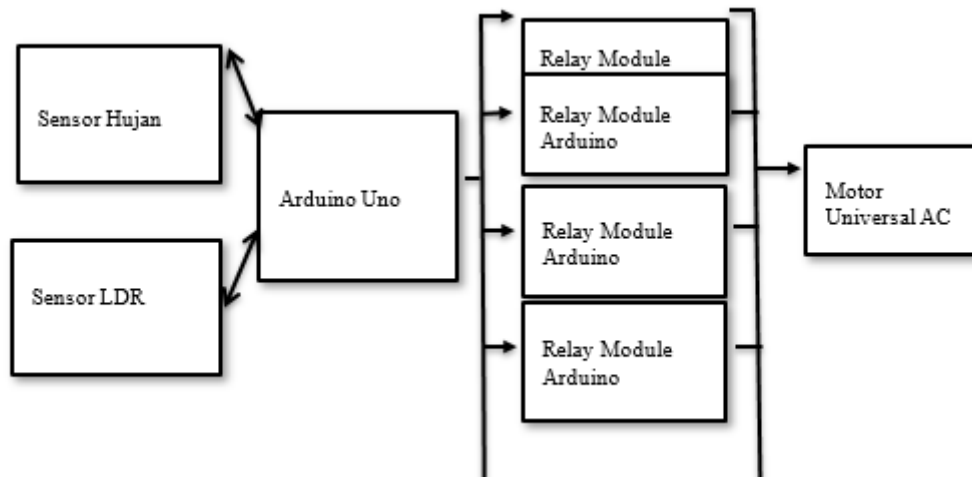 Sensor Hujan
Sensor LDR
Arduino Uno
Relay Module
Relay Module
Arduino
Relay Module
Arduino
Relay Module
Arduino
Motor
Universal AC